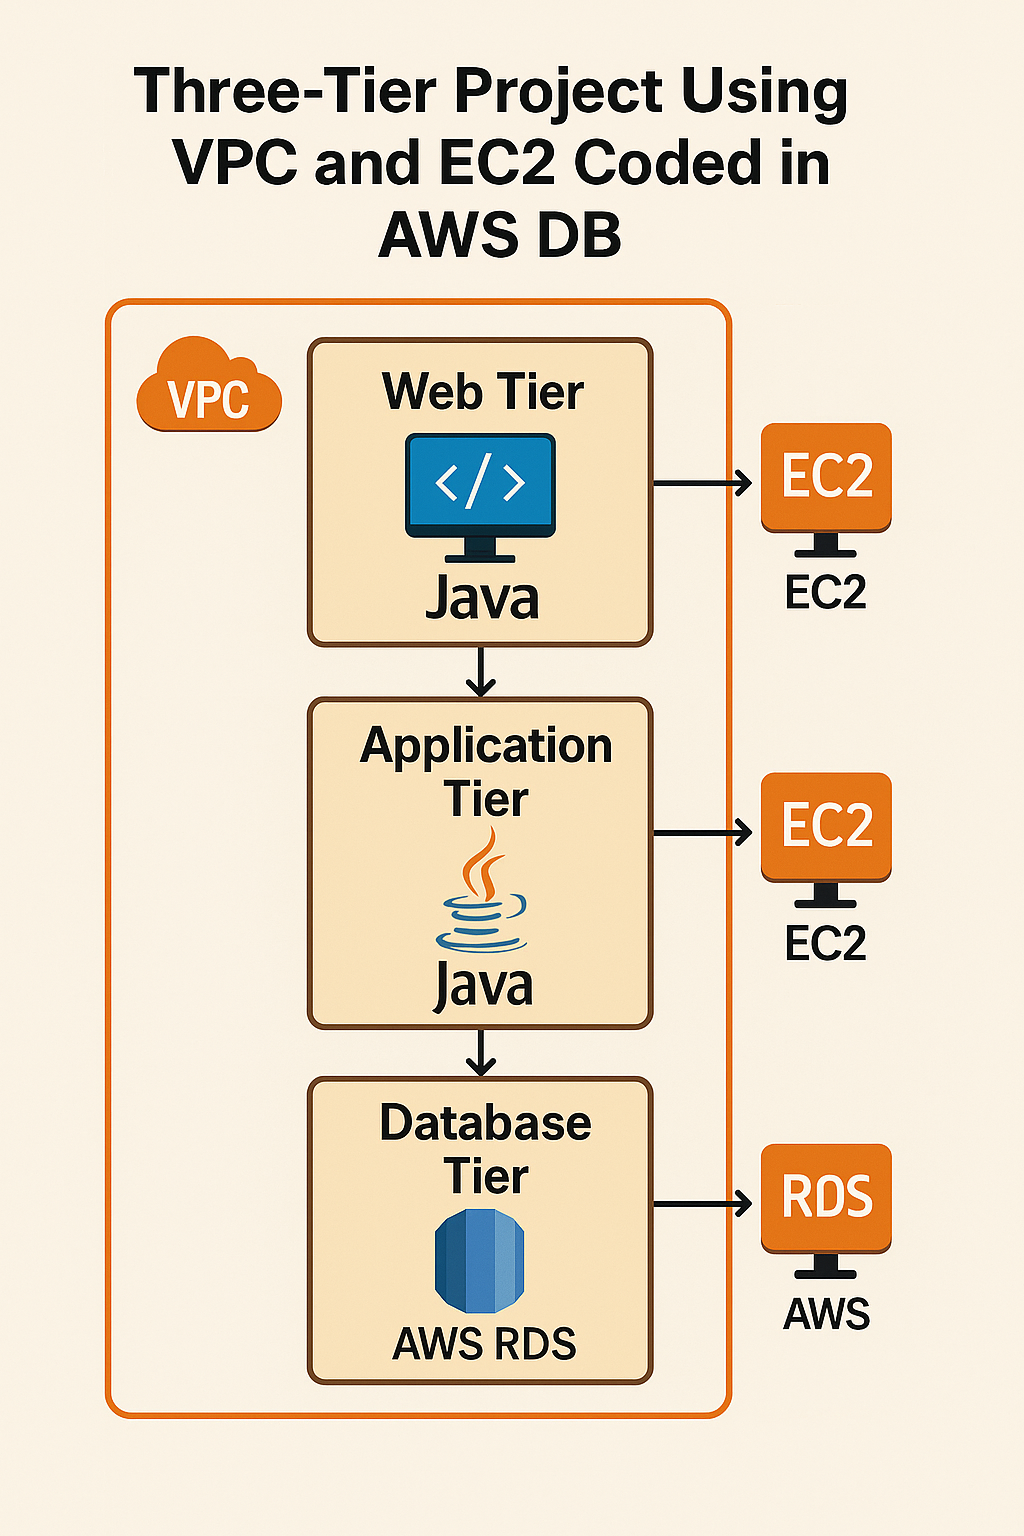 Three-Tier Project Using
VPC and EC2 Coded in
AWS DB
VPC
Web Tier
</>
Java
EC2
EC2
Application
Tier
Java
EC2
EC2
Database
Tier
AWS RDS
RDS
AWS